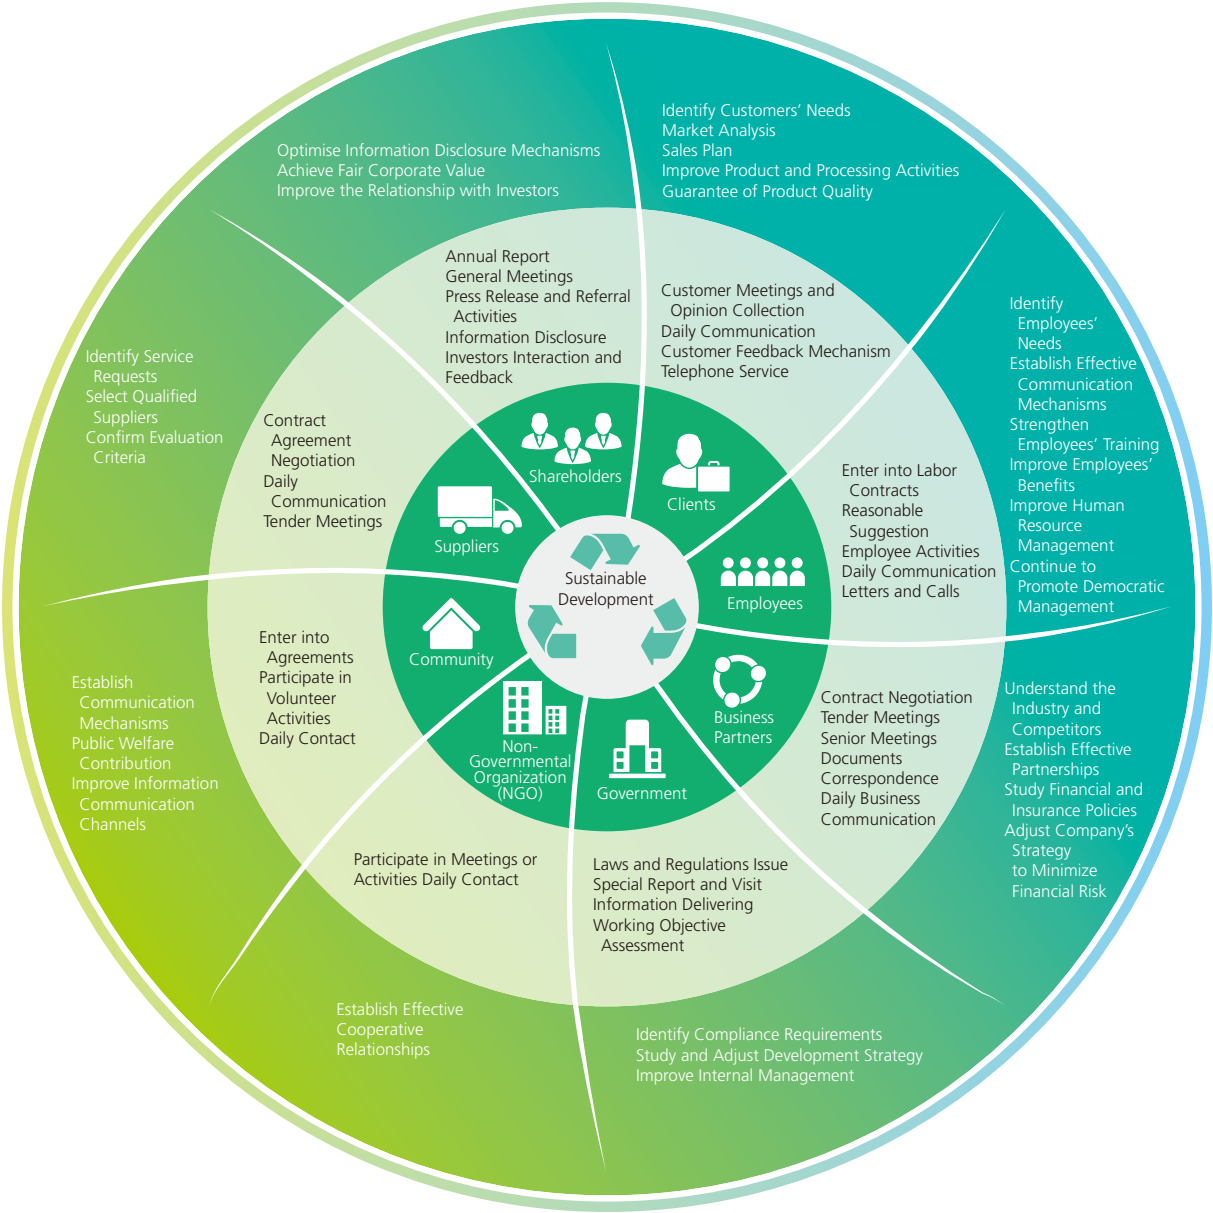 Identify Customers’ Needs
Market Analysis
Sales Plan
Improve Product and Processing Activities
Guarantee of Product Quality
Optimise Information Disclosure Mechanisms
Achieve Fair Corporate Value
Improve the Relationship with Investors
Annual Report
General Meetings
Press Release and Referral
Activities
Information Disclosure
Investors Interaction and
Feedback
Customer Meetings and
Opinion Collection
Daily Communication
Customer Feedback Mechanism
Telephone Service
Identify
Employees’
Needs
Establish Effective
Communication
Mechanisms
Strengthen
Employees’ Training
Improve Employees’
Benefits
Improve Human
Resource
Management
Continue to
Promote Democratic
Management
Identify Service
Requests
Select Qualified
Suppliers
Confirm Evaluation
Criteria
Contract
Agreement
Negotiation
Daily
Communication
Tender Meetings
Shareholders
Clients
Suppliers
Employees
Sustainable
Development
Community
Business
Partners
Non-
Governmental
Organization
(NGO)
Government
Enter into Labor
Contracts
Reasonable
Suggestion
Employee Activities
Daily Communication
Letters and Calls
Enter into
Agreements
Participate in
Volunteer
Activities
Daily Contact
Establish
Communication
Mechanisms
Public Welfare
Contribution
Improve Information
Communication
Channels
Contract Negotiation
Tender Meetings
Senior Meetings
Documents
Correspondence
Daily Business
Communication
Understand the
Industry and
Competitors
Establish Effective
Partnerships
Study Financial and
Insurance Policies
Adjust Company’s
Strategy
to Minimize
Financial Risk
Participate in Meetings or
Activities Daily Contact
Laws and Regulations Issue
Special Report and Visit
Information Delivering
Working Objective
Assessment
Establish Effective
Cooperative
Relationships
Identify Compliance Requirements
Study and Adjust Development Strategy
Improve Internal Management